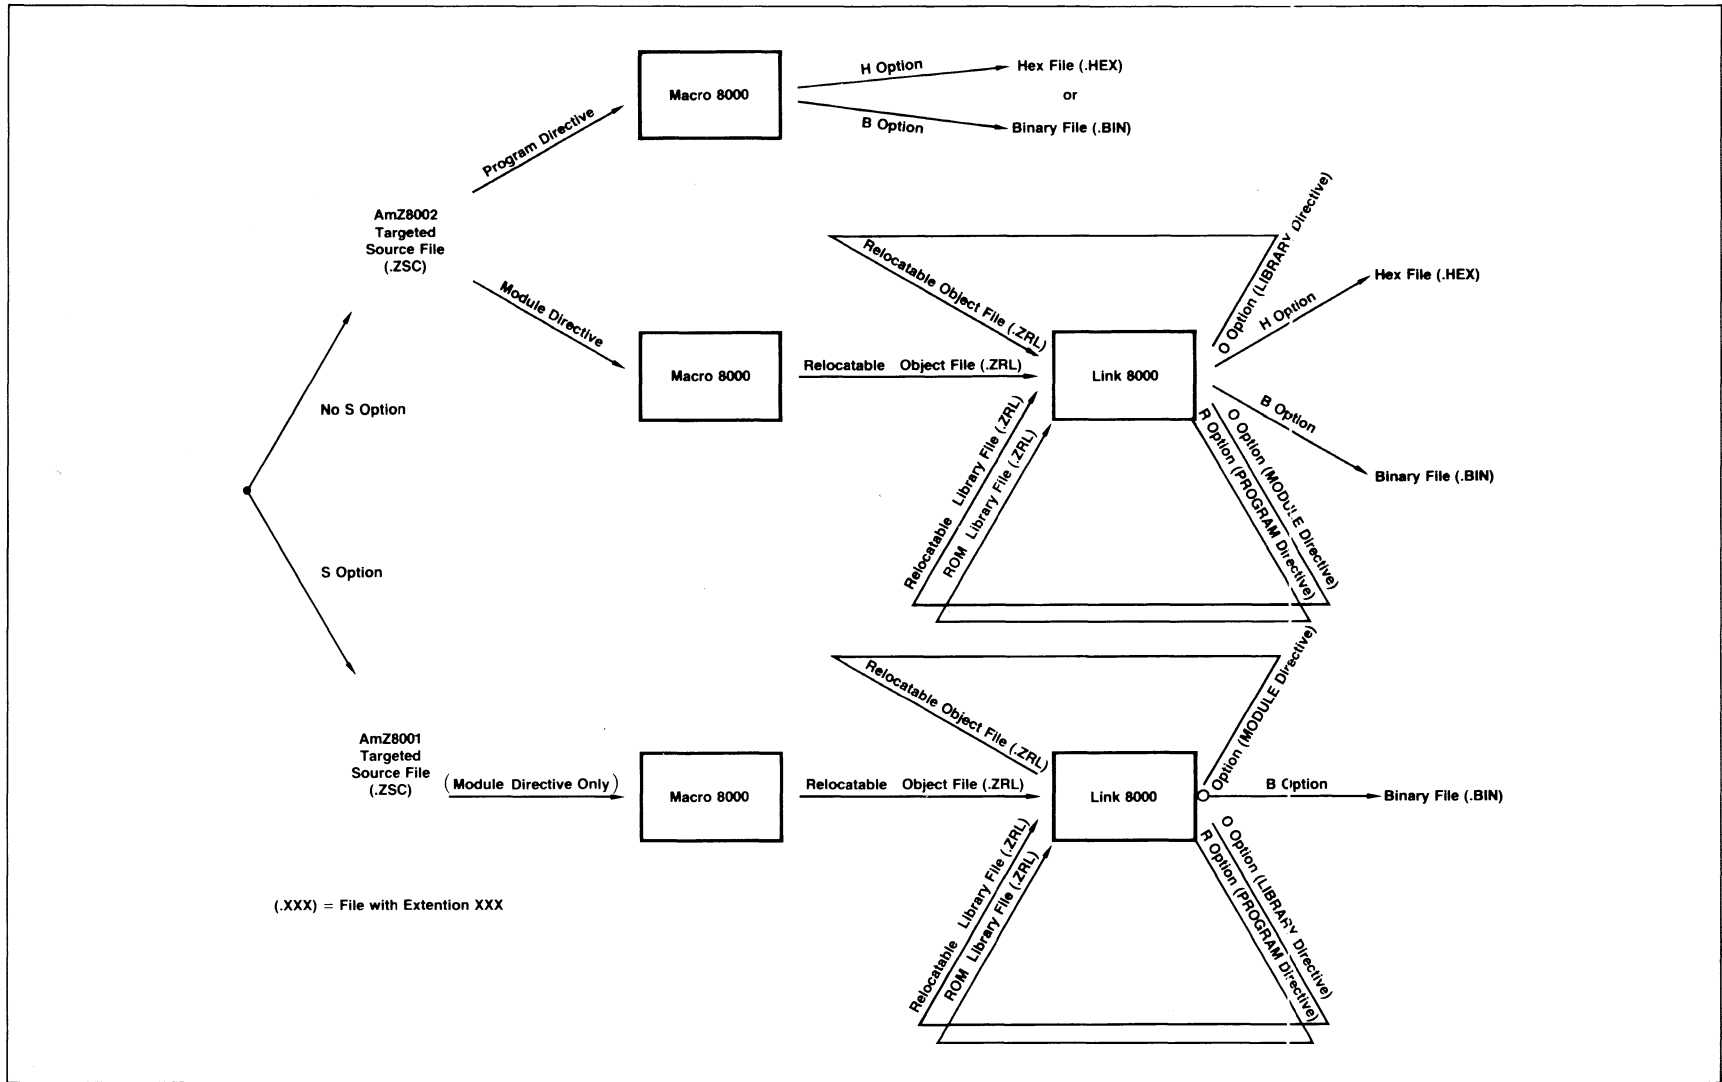 Macro 8000
H Option
Hex File (.HEX)
or
B Option
Binary File (.BIN)
Program Directive
AmZ8002
Targeted
Source File
(.ZSC)
Module Directive
Macro 8000
Relocatable Object File (.ZRL)
Relocatable Object File (.ZRL)
Link 8000
O Option (LIBRARY Directive)
H Option
Hex File (.HEX)
B Option
Binary File (.BIN)
Relocatable Library File (.ZRL)
ROM Library File (.ZRL)
O Option (MODULE Directive)
R Option (PROGRAM Directive)
No S Option
S Option
AmZ8001
Targeted
Source File
(.ZSC)
(Module Directive Only)
Macro 8000
Relocatable Object File (.ZRL)
Relocatable Object File (.ZRL)
Link 8000
O Option (MODULE Directive)
B Option
Binary File (.BIN)
Relocatable Library File (.ZRL)
ROM Library File (.ZRL)
O Option (LIBRARY Directive)
R Option (PROGRAM Directive)
(.XXX) = File with Extention XXX